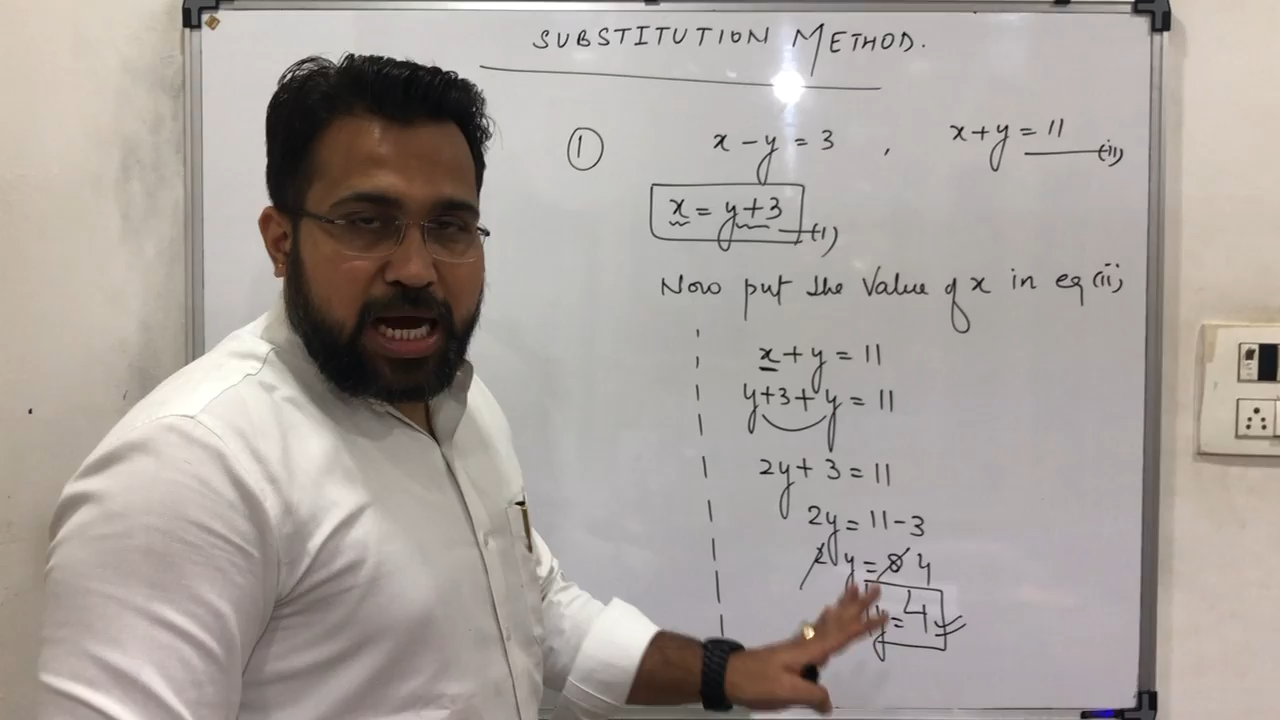 SUBSTITUTION METHOD.
① x - y = 3 , x + y = 11 (ii)
x = y + 3 (i)
Now put the Value of x in eq (ii)
x + y = 11
y + 3 + y = 11
2y + 3 = 11
2y = 11 - 3
2y = 8 4
y = 4